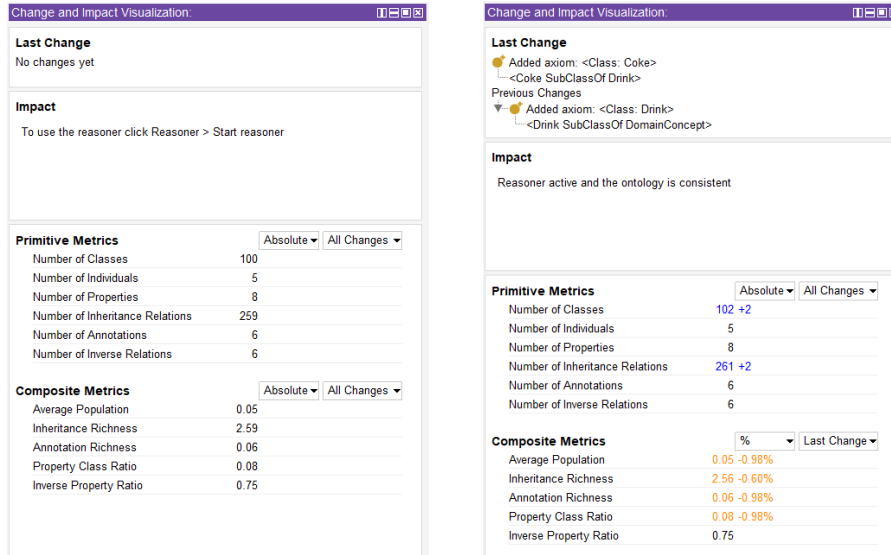 Change and Impact Visualization:
Last Change
No changes yet
Impact
To use the reasoner click Reasoner > Start reasoner
Primitive Metrics Absolute All Changes
Number of Classes 100
Number of Individuals 5
Number of Properties 8
Number of Inheritance Relations 259
Number of Annotations 6
Number of Inverse Relations 6
Composite Metrics Absolute All Changes
Average Population 0.05
Inheritance Richness 2.59
Annotation Richness 0.06
Property Class Ratio 0.08
Inverse Property Ratio 0.75
Change and Impact Visualization:
Last Change
Added axiom: <Class: Coke>
<Coke SubClassOf Drink>
Previous Changes
Added axiom: <Class: Drink>
<Drink SubClassOf DomainConcept>
Impact
Reasoner active and the ontology is consistent
Primitive Metrics Absolute All Changes
Number of Classes 102 +2
Number of Individuals 5
Number of Properties 8
Number of Inheritance Relations 261 +2
Number of Annotations 6
Number of Inverse Relations 6
Composite Metrics % Last Change
Average Population 0.05 -0.98%
Inheritance Richness 2.56 -0.60%
Annotation Richness 0.06 -0.98%
Property Class Ratio 0.08 -0.98%
Inverse Property Ratio 0.75